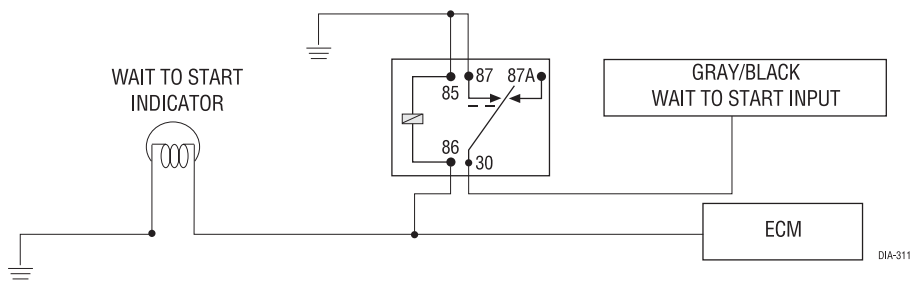 WAIT TO START
INDICATOR
85
87
87A
86
30
GRAY/BLACK
WAIT TO START INPUT
ECM
DIA-311